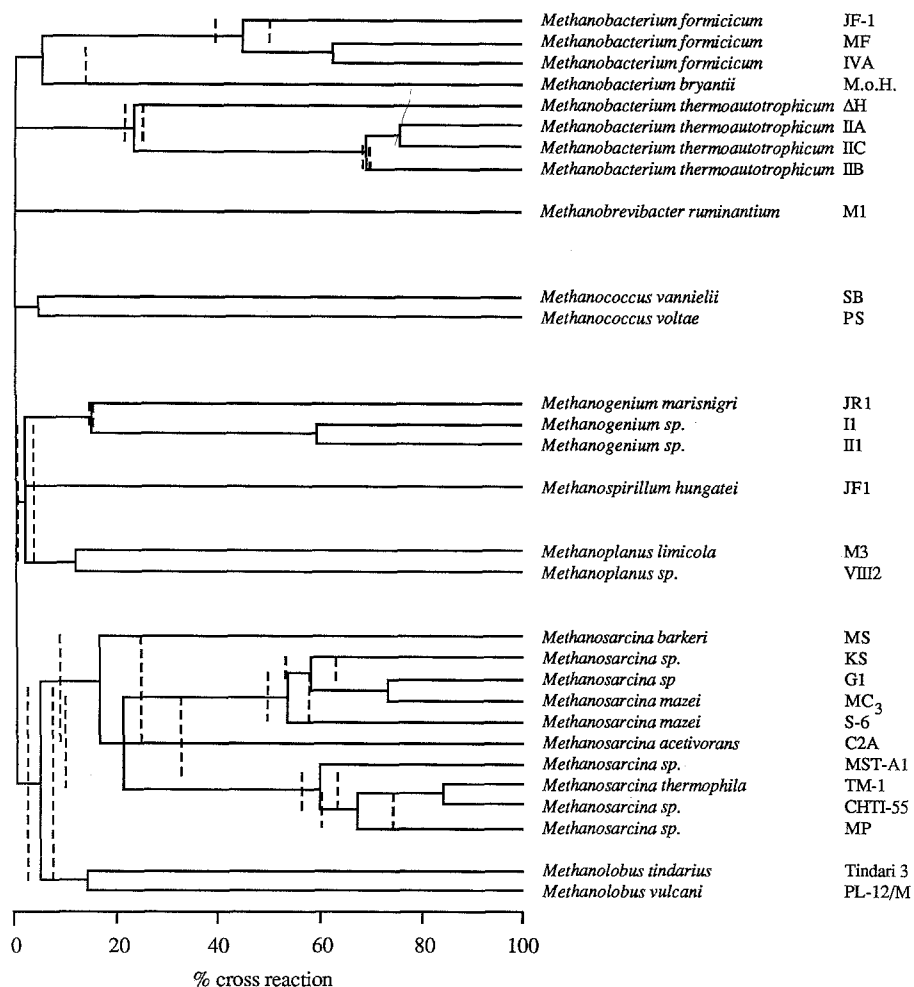 Methanobacterium formicicum JF-1
Methanobacterium formicicum MF
Methanobacterium formicicum IVA
Methanobacterium bryantii M.o.H.
Methanobacterium thermoautotrophicum ΔH
Methanobacterium thermoautotrophicum IIA
Methanobacterium thermoautotrophicum IIC
Methanobacterium thermoautotrophicum IIB
Methanobrevibacter ruminantium M1
Methanococcus vannielii SB
Methanococcus voltae PS
Methanogenium marisnigri JR1
Methanogenium sp. I1
Methanogenium sp. II1
Methanospirillum hungatei JF1
Methanoplanus limicola M3
Methanoplanus sp. VIII2
Methanosarcina barkeri MS
Methanosarcina sp. KS
Methanosarcina sp G1
Methanosarcina mazei MC3
Methanosarcina mazei S-6
Methanosarcina acetivorans C2A
Methanosarcina sp. MST-A1
Methanosarcina thermophila TM-1
Methanosarcina sp. CHTI-55
Methanosarcina sp. MP
Methanolobus tindarius Tindari 3
Methanolobus vulcani PL-12/M
0 20 40 60 80 100
% cross reaction